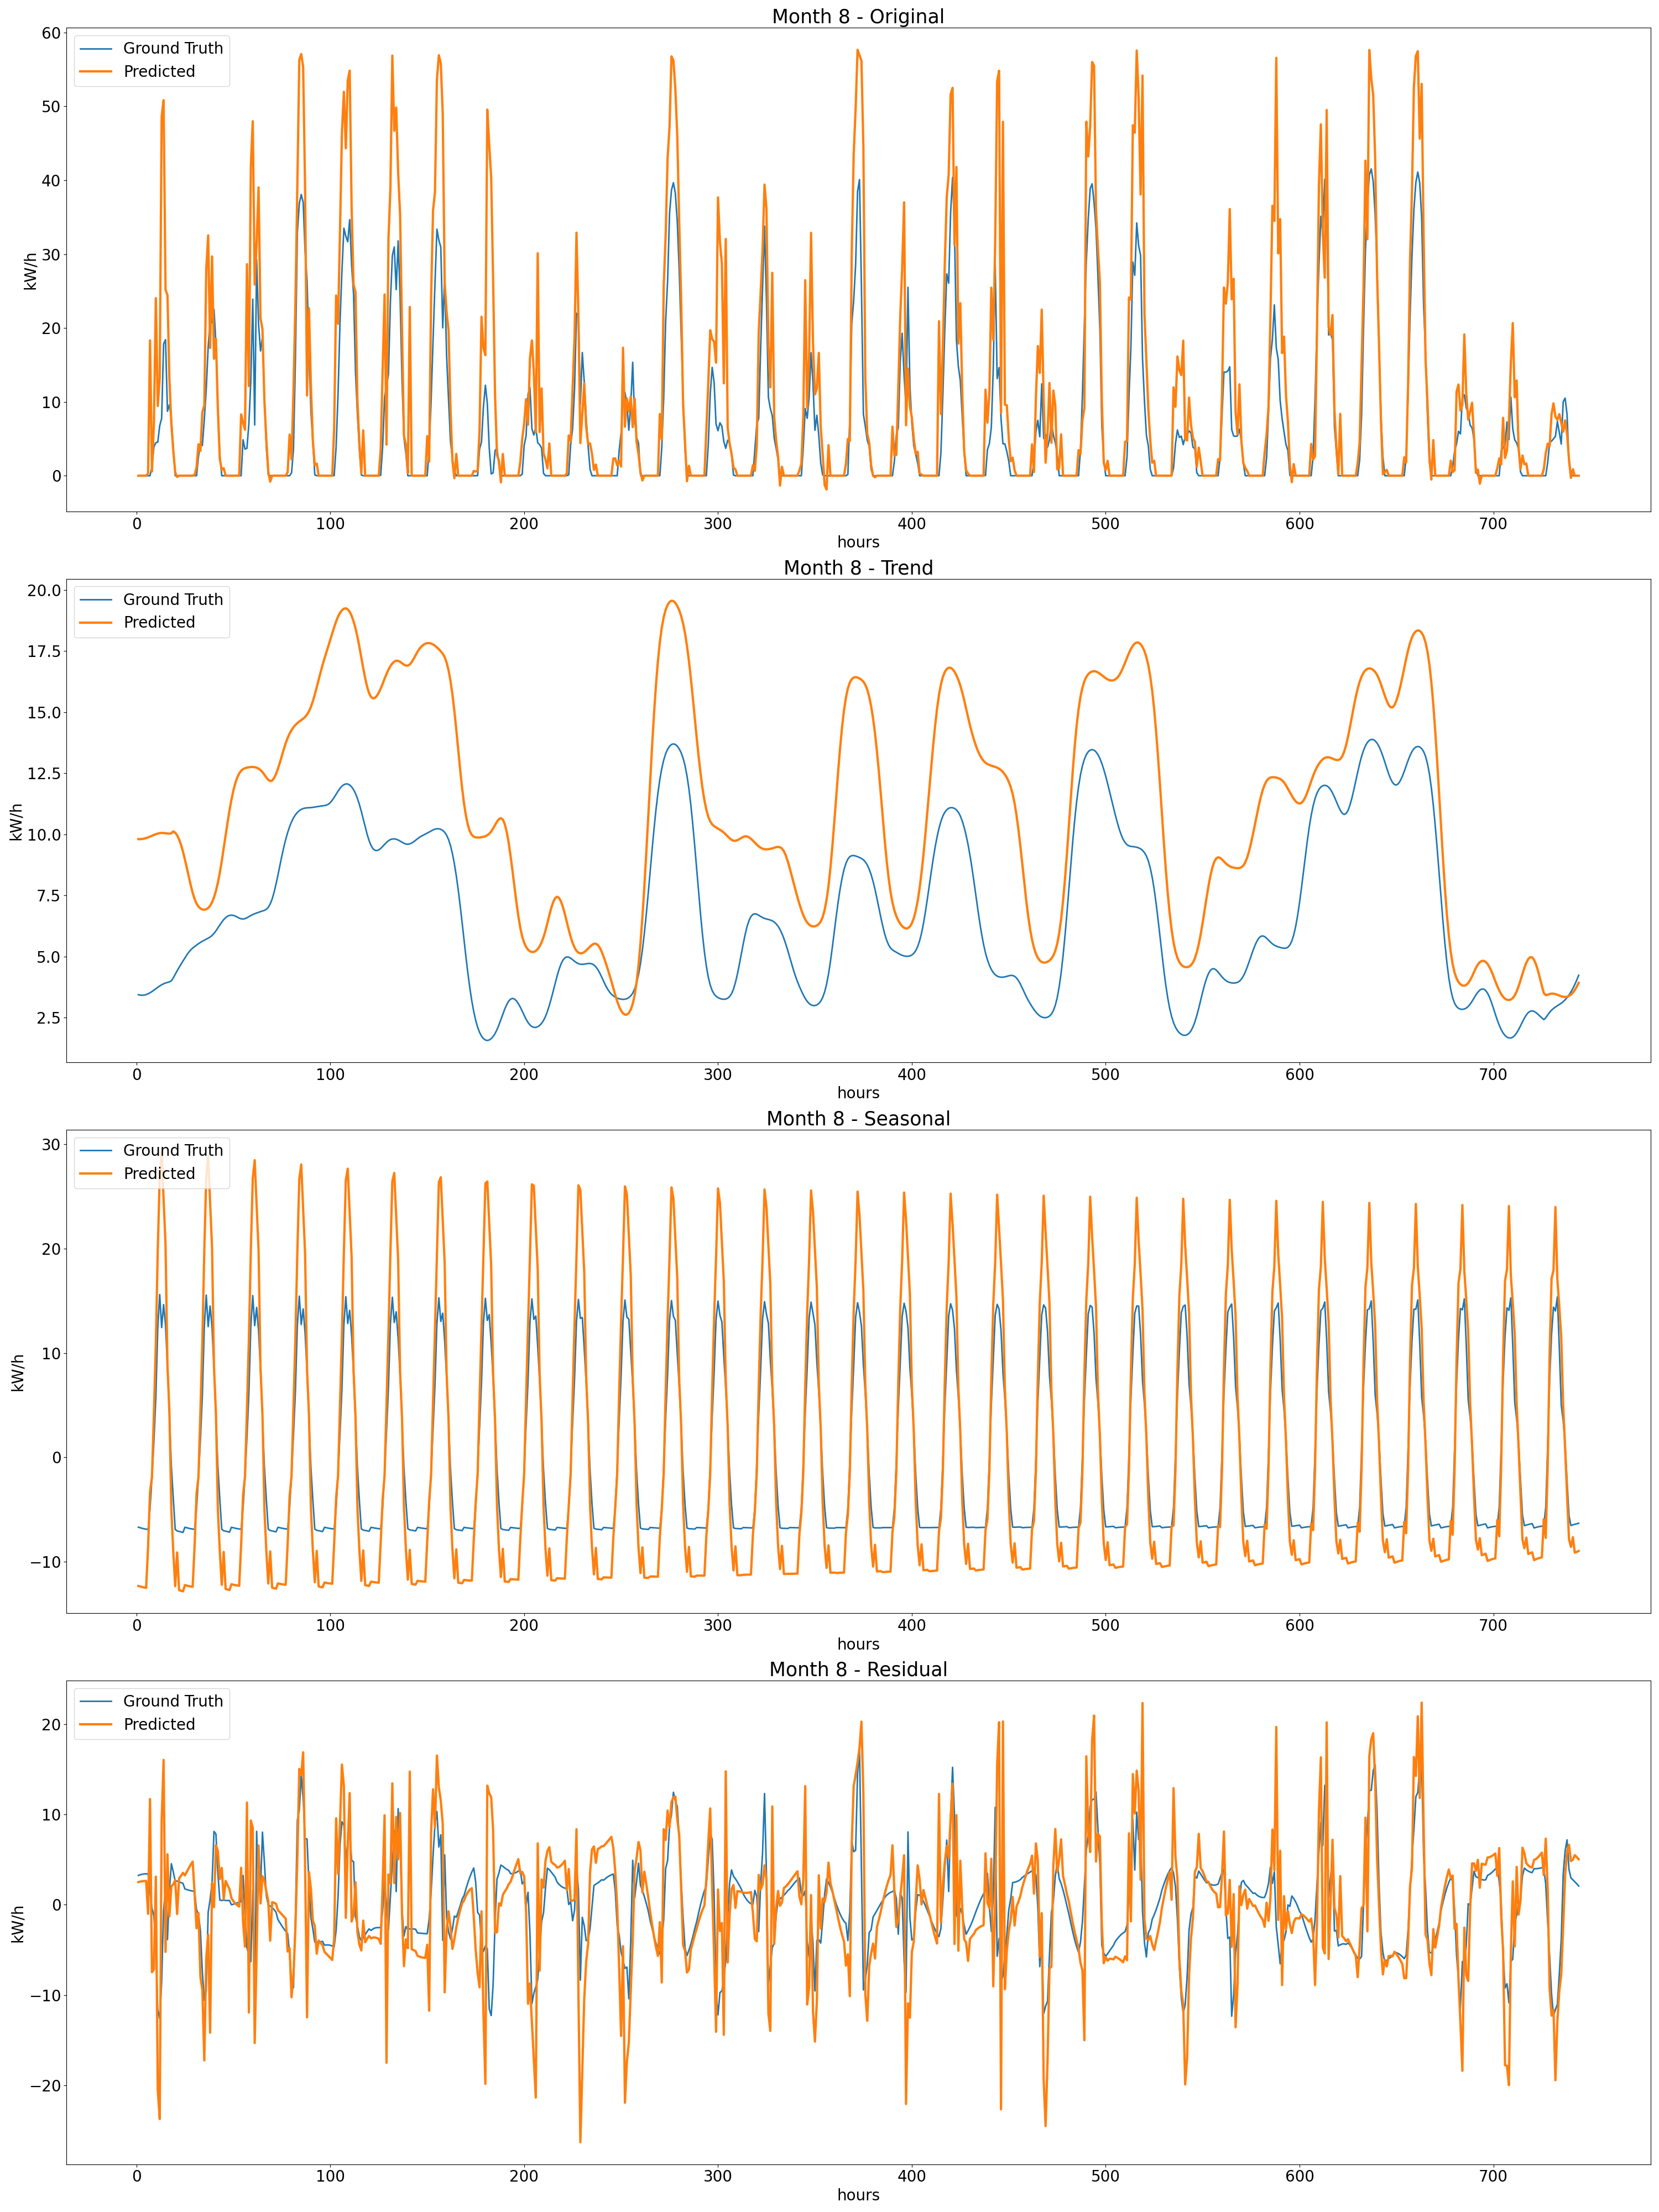 Month 8 - Original
Ground Truth
Predicted
60
50
40
30
20
10
0
kW/h
0 100 200 300 400 500 600 700
hours
Month 8 - Trend
Ground Truth
Predicted
20.0
17.5
15.0
12.5
10.0
7.5
5.0
2.5
kW/h
0 100 200 300 400 500 600 700
hours
Month 8 - Seasonal
Ground Truth
Predicted
30
20
10
0
−10
kW/h
0 100 200 300 400 500 600 700
hours
Month 8 - Residual
Ground Truth
Predicted
20
10
0
−10
−20
kW/h
0 100 200 300 400 500 600 700
hours